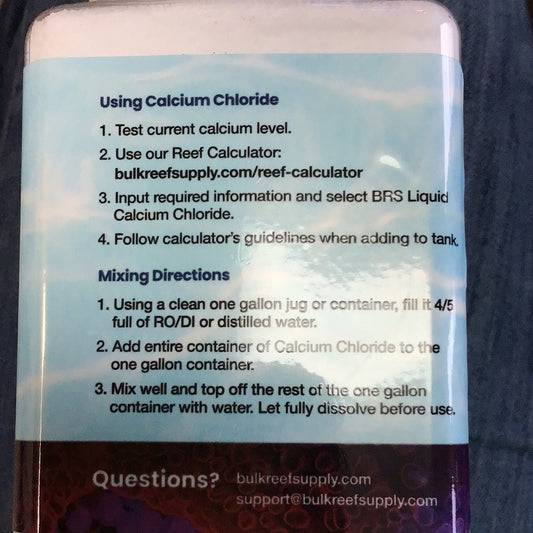 Using Calcium Chloride
1. Test current calcium level.
2. Use our Reef Calculator:
bulkreefsupply.com/reef-calculator
3. Input required information and select BRS Liquid
Calcium Chloride.
4. Follow calculator's guidelines when adding to tank.
Mixing Directions
1. Using a clean one gallon jug or container, fill it 4/5
full of RO/DI or distilled water.
2. Add entire container of Calcium Chloride to the
one gallon container.
3. Mix well and top off the rest of the one gallon
container with water. Let fully dissolve before use.
Questions? bulkreefsupply.com
support@bulkreefsupply.com